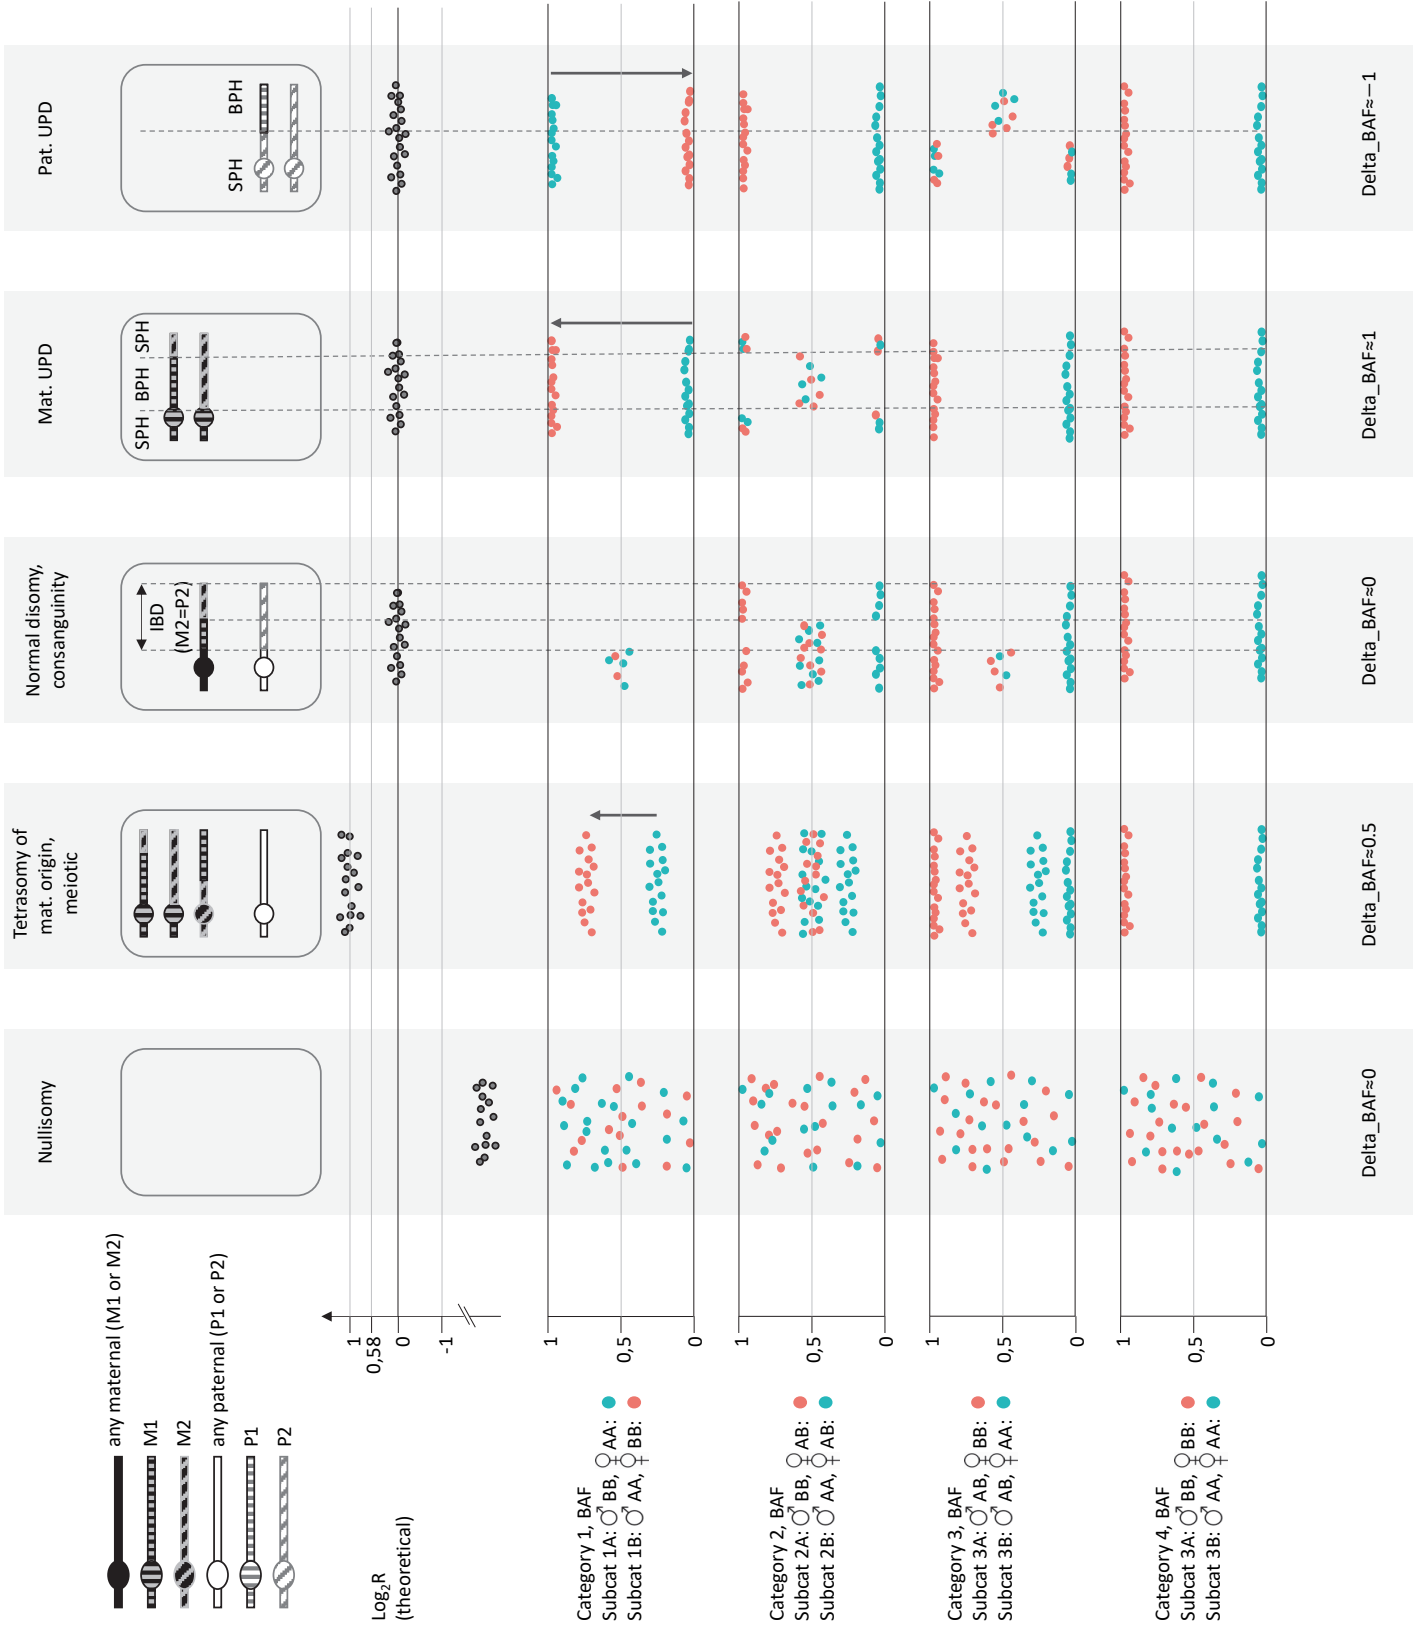 any maternal (M1 or M2)
M1
M2
any paternal (P1 or P2)
P1
P2
Nullisomy
Tetrasomy of
mat. origin,
meiotic
Normal disomy,
consanguinity
Mat. UPD
Pat. UPD
IBD
(M2=P2)
SPH BPH SPH
SPH BPH
Log2R
(theoretical)
1
0,58
0
-1
Category 1, BAF
Subcat 1A: ♂ BB, ♀ AA:
Subcat 1B: ♂ AA, ♀ BB:
1
0,5
0
Category 2, BAF
Subcat 2A: ♂ BB, ♀ AB:
Subcat 2B: ♂ AA, ♀ AB:
1
0,5
0
Category 3, BAF
Subcat 3A: ♂ AB, ♀ BB:
Subcat 3B: ♂ AB, ♀ AA:
1
0,5
0
Category 4, BAF
Subcat 3A: ♂ BB, ♀ BB:
Subcat 3B: ♂ AA, ♀ AA:
1
0,5
0
Delta_BAF≈0
Delta_BAF≈0.5
Delta_BAF≈0
Delta_BAF≈1
Delta_BAF≈—1